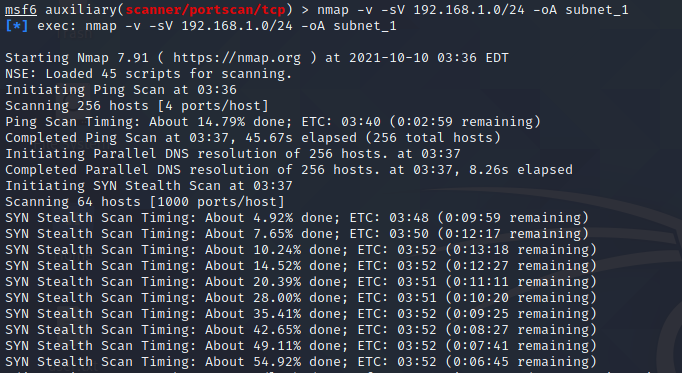 msf6 auxiliary(scanner/portscan/tcp) > nmap -v -sV 192.168.1.0/24 -oA subnet_1
[*] exec: nmap -v -sV 192.168.1.0/24 -oA subnet_1
Starting Nmap 7.91 ( https://nmap.org ) at 2021-10-10 03:36 EDT
NSE: Loaded 45 scripts for scanning.
Initiating Ping Scan at 03:36
Scanning 256 hosts [4 ports/host]
Ping Scan Timing: About 14.79% done; ETC: 03:40 (0:02:59 remaining)
Completed Ping Scan at 03:37, 45.67s elapsed (256 total hosts)
Initiating Parallel DNS resolution of 256 hosts. at 03:37
Completed Parallel DNS resolution of 256 hosts. at 03:37, 8.26s elapsed
Initiating SYN Stealth Scan at 03:37
Scanning 64 hosts [1000 ports/host]
SYN Stealth Scan Timing: About 4.92% done; ETC: 03:48 (0:09:59 remaining)
SYN Stealth Scan Timing: About 7.65% done; ETC: 03:50 (0:12:17 remaining)
SYN Stealth Scan Timing: About 10.24% done; ETC: 03:52 (0:13:18 remaining)
SYN Stealth Scan Timing: About 14.52% done; ETC: 03:52 (0:12:27 remaining)
SYN Stealth Scan Timing: About 20.39% done; ETC: 03:51 (0:11:11 remaining)
SYN Stealth Scan Timing: About 28.00% done; ETC: 03:51 (0:10:20 remaining)
SYN Stealth Scan Timing: About 35.41% done; ETC: 03:52 (0:09:25 remaining)
SYN Stealth Scan Timing: About 42.65% done; ETC: 03:52 (0:08:27 remaining)
SYN Stealth Scan Timing: About 49.11% done; ETC: 03:52 (0:07:41 remaining)
SYN Stealth Scan Timing: About 54.92% done; ETC: 03:52 (0:06:45 remaining)